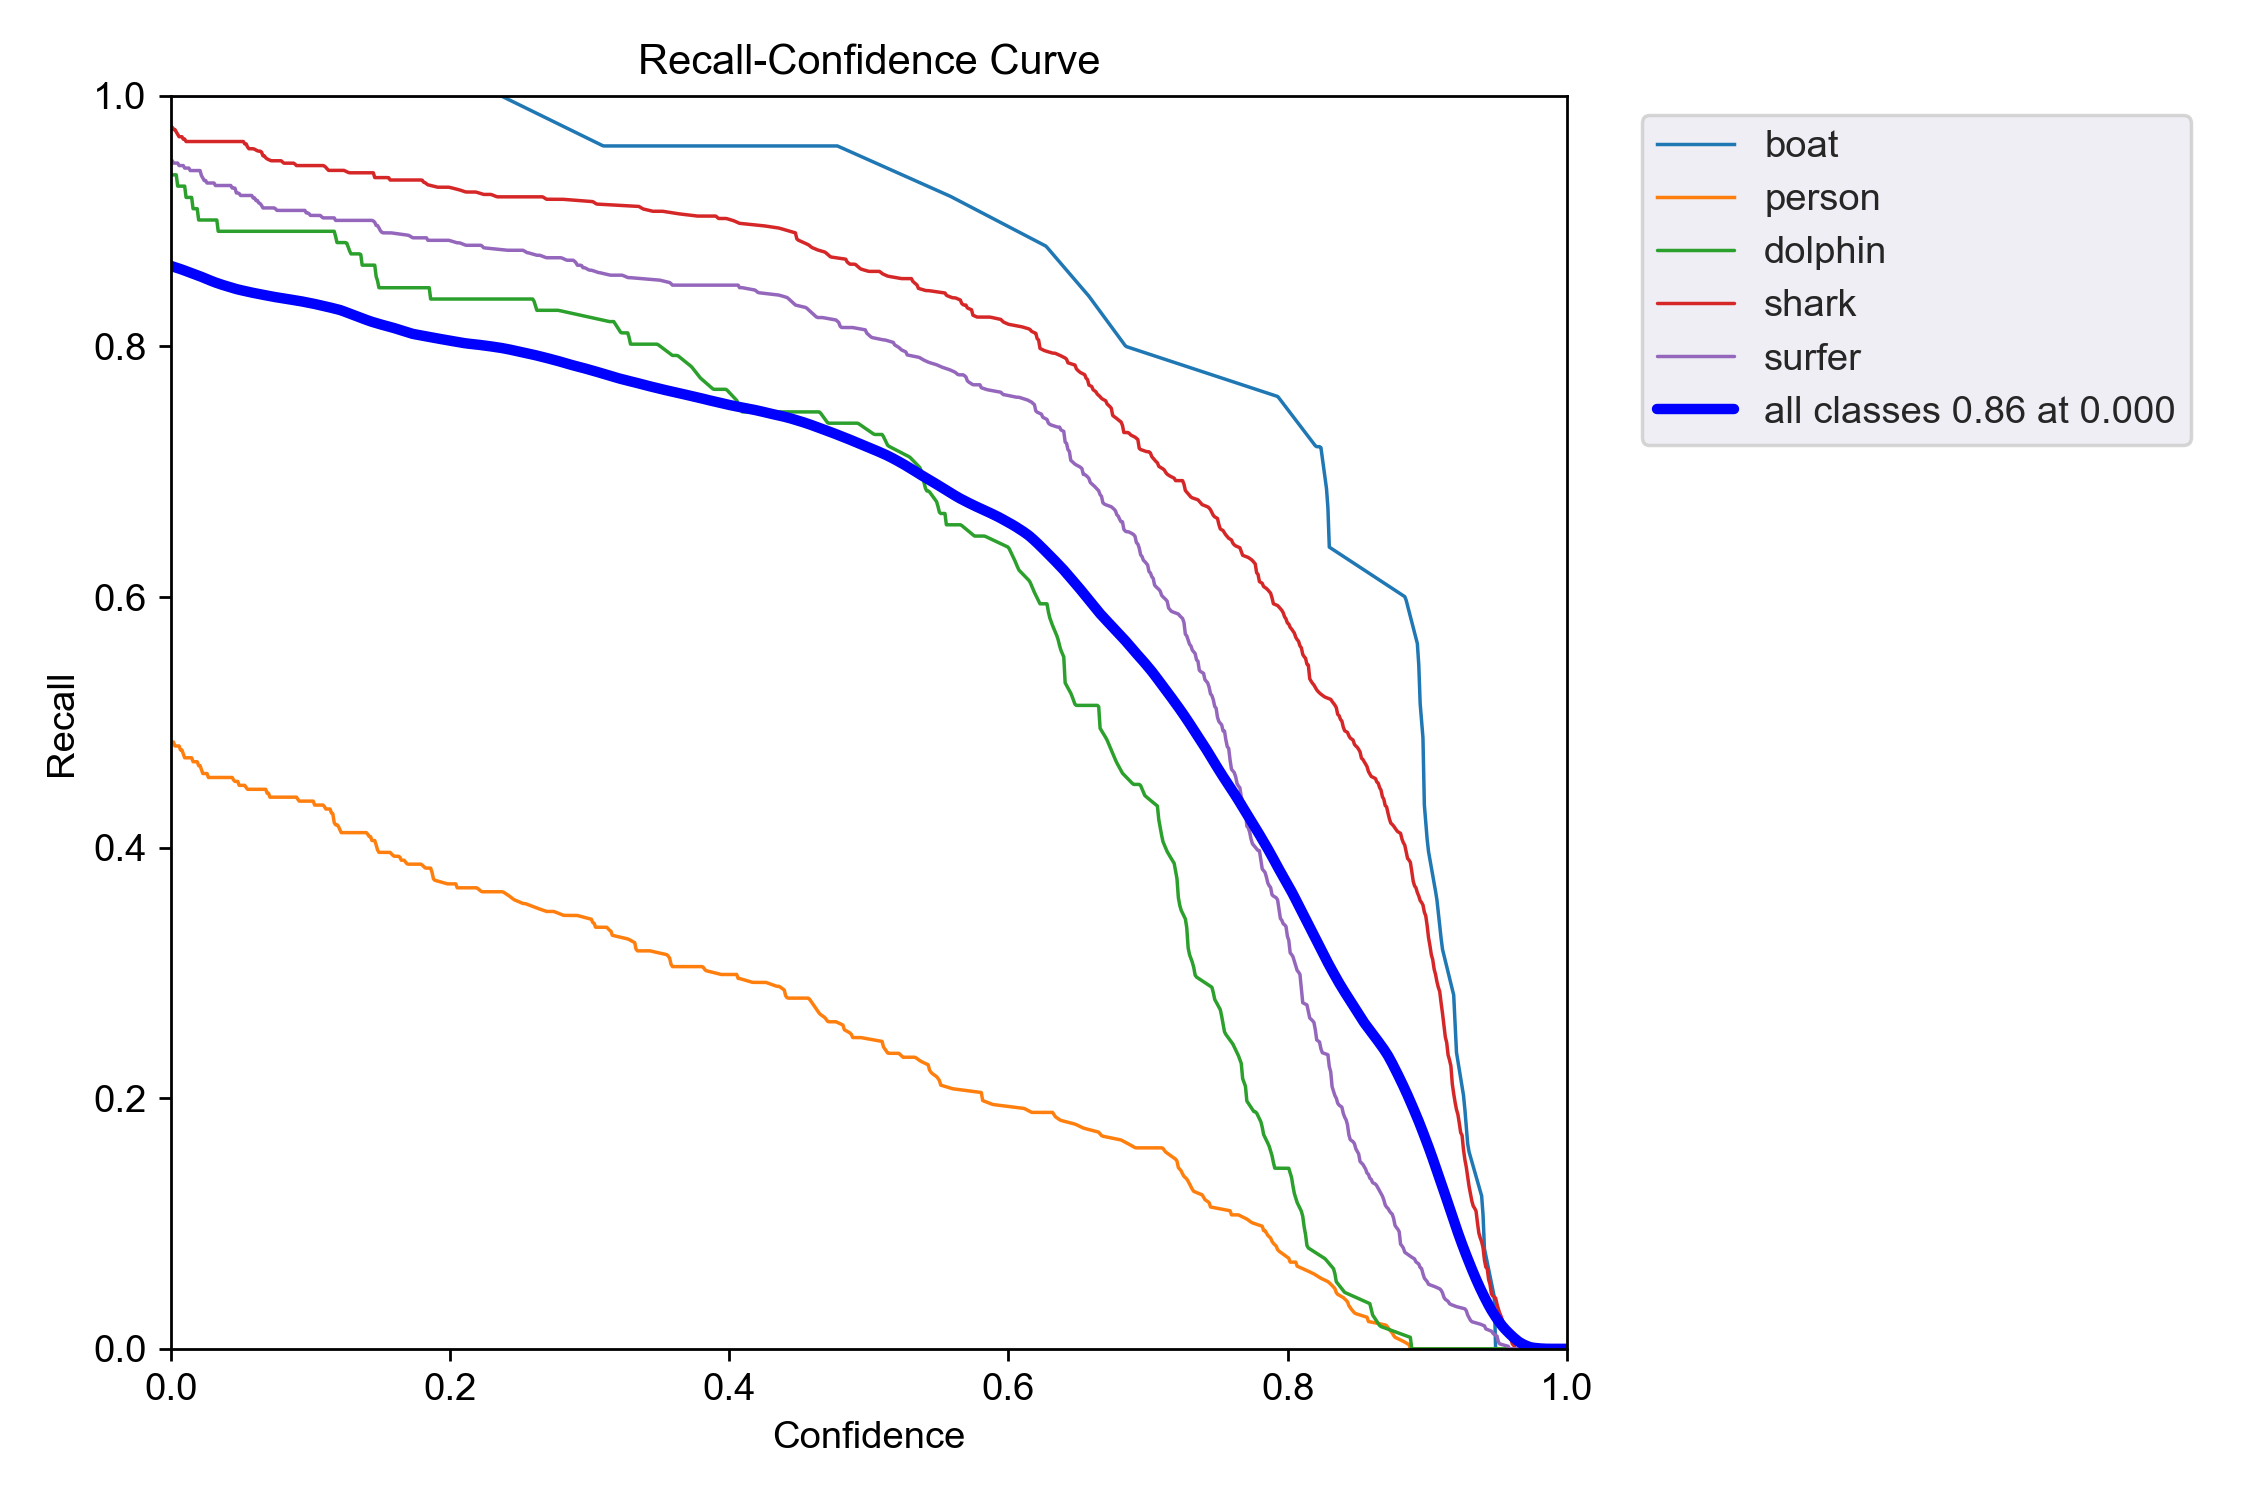 Recall-Confidence Curve
1.0
0.8
0.6
0.4
0.2
0.0
Recall
0.0 0.2 0.4 0.6 0.8 1.0
Confidence
boat
person
dolphin
shark
surfer
all classes 0.86 at 0.000